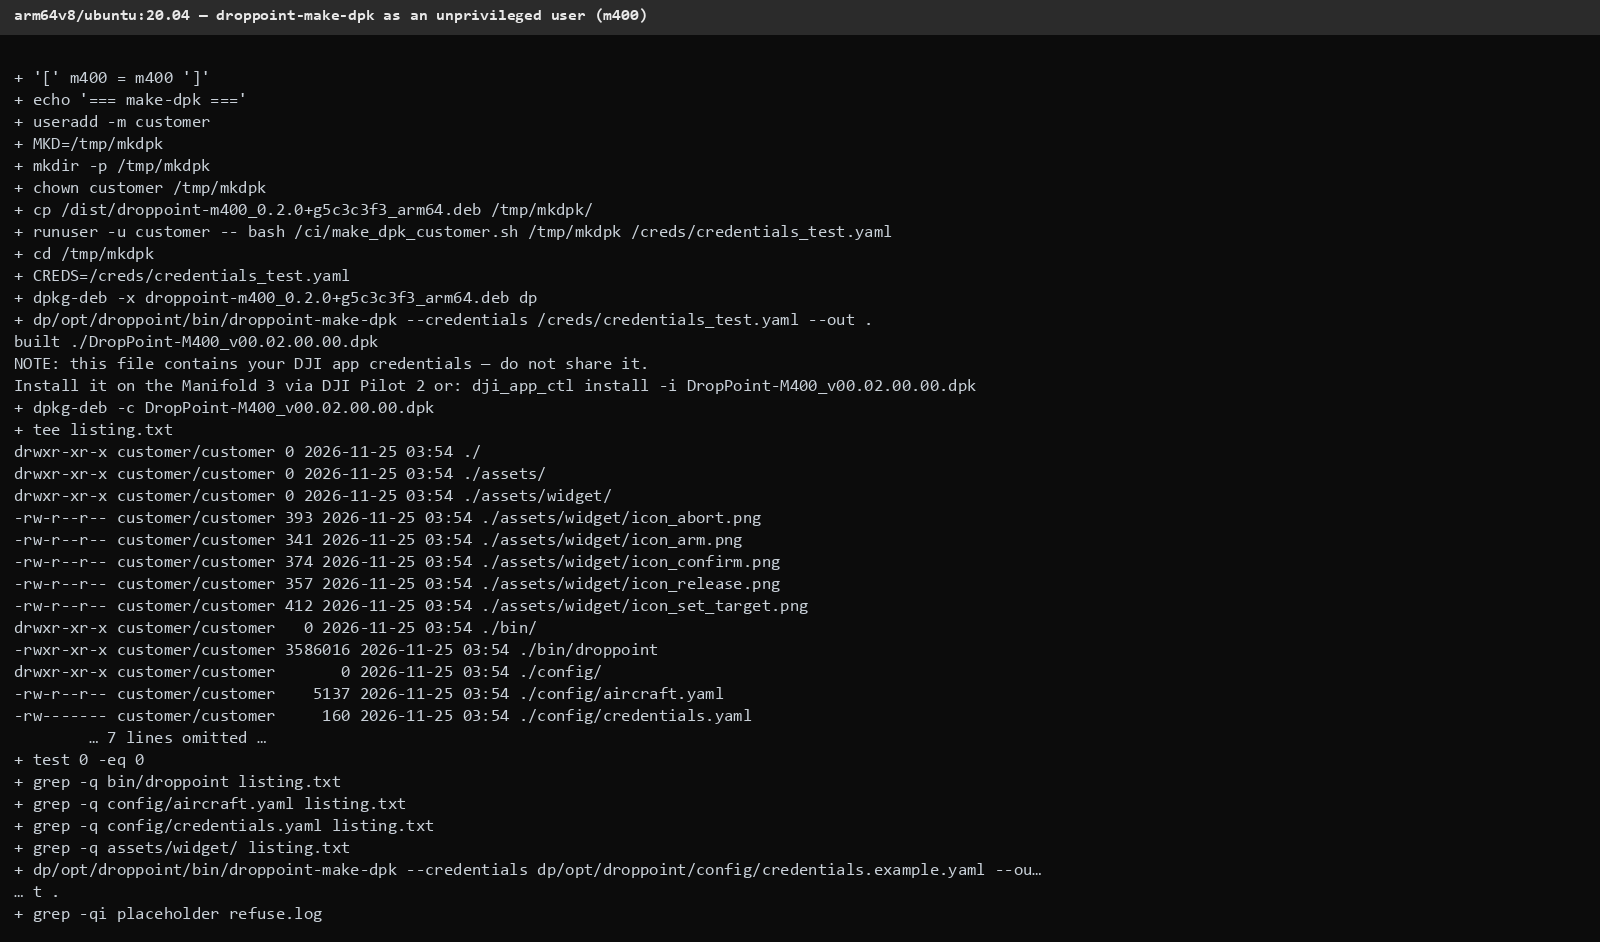 arm64v8/ubuntu:20.04 — droppoint-make-dpk as an unprivileged user (m400)
+ '[' m400 = m400 ']'
+ echo '=== make-dpk ==='
+ useradd -m customer
+ MKD=/tmp/mkdpk
+ mkdir -p /tmp/mkdpk
+ chown customer /tmp/mkdpk
+ cp /dist/droppoint-m400_0.2.0+g5c3c3f3_arm64.deb /tmp/mkdpk/
+ runuser -u customer -- bash /ci/make_dpk_customer.sh /tmp/mkdpk /creds/credentials_test.yaml
+ cd /tmp/mkdpk
+ CREDS=/creds/credentials_test.yaml
+ dpkg-deb -x droppoint-m400_0.2.0+g5c3c3f3_arm64.deb dp
+ dp/opt/droppoint/bin/droppoint-make-dpk --credentials /creds/credentials_test.yaml --out .
built ./DropPoint-M400_v00.02.00.00.dpk
NOTE: this file contains your DJI app credentials — do not share it.
Install it on the Manifold 3 via DJI Pilot 2 or: dji_app_ctl install -i DropPoint-M400_v00.02.00.00.dpk
+ dpkg-deb -c DropPoint-M400_v00.02.00.00.dpk
+ tee listing.txt
drwxr-xr-x customer/customer 0 2026-11-25 03:54 ./
drwxr-xr-x customer/customer 0 2026-11-25 03:54 ./assets/
drwxr-xr-x customer/customer 0 2026-11-25 03:54 ./assets/widget/
-rw-r--r-- customer/customer 393 2026-11-25 03:54 ./assets/widget/icon_abort.png
-rw-r--r-- customer/customer 341 2026-11-25 03:54 ./assets/widget/icon_arm.png
-rw-r--r-- customer/customer 374 2026-11-25 03:54 ./assets/widget/icon_confirm.png
-rw-r--r-- customer/customer 357 2026-11-25 03:54 ./assets/widget/icon_release.png
-rw-r--r-- customer/customer 412 2026-11-25 03:54 ./assets/widget/icon_set_target.png
drwxr-xr-x customer/customer   0 2026-11-25 03:54 ./bin/
-rwxr-xr-x customer/customer 3586016 2026-11-25 03:54 ./bin/droppoint
drwxr-xr-x customer/customer       0 2026-11-25 03:54 ./config/
-rw-r--r-- customer/customer    5137 2026-11-25 03:54 ./config/aircraft.yaml
-rw------- customer/customer     160 2026-11-25 03:54 ./config/credentials.yaml
… 7 lines omitted …
+ test 0 -eq 0
+ grep -q bin/droppoint listing.txt
+ grep -q config/aircraft.yaml listing.txt
+ grep -q config/credentials.yaml listing.txt
+ grep -q assets/widget/ listing.txt
+ dp/opt/droppoint/bin/droppoint-make-dpk --credentials dp/opt/droppoint/config/credentials.example.yaml --ou…
… t .
+ grep -qi placeholder refuse.log